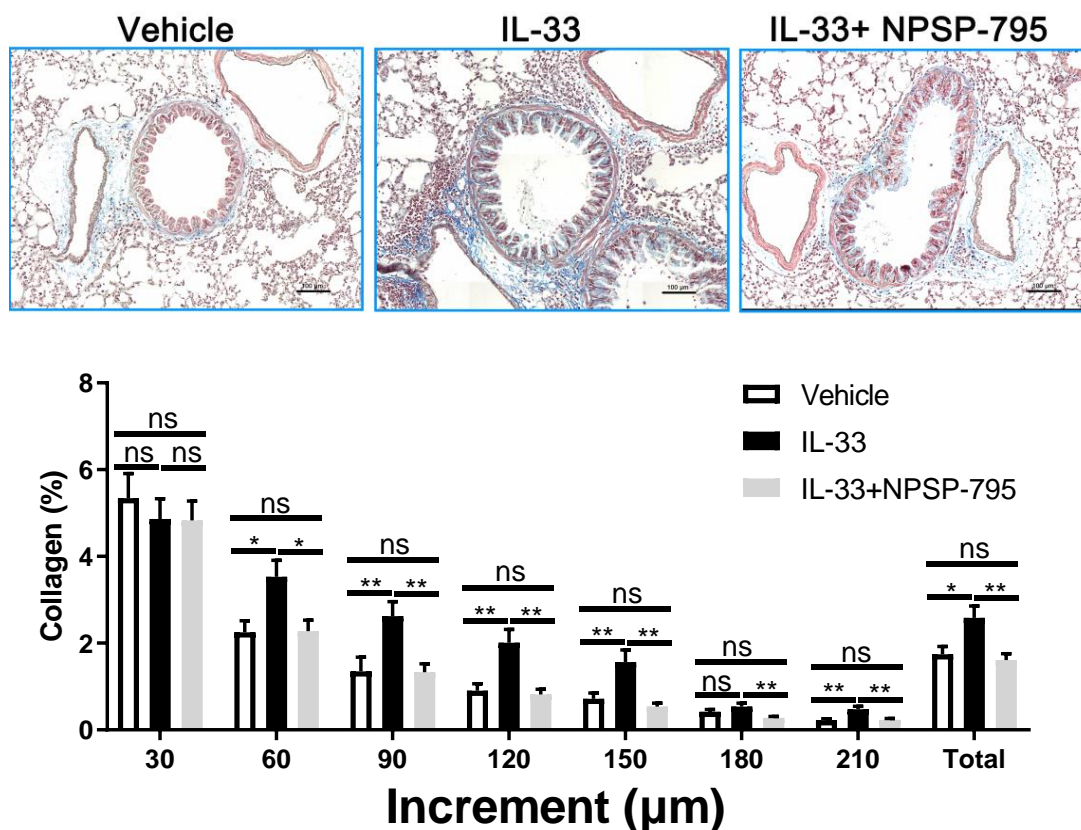 Vehicle IL-33 IL-33+ NPSP-795
100 µm 100 µm 100 µm
8
6
4
2
0
Collagen (%)
Vehicle
IL-33
IL-33+NPSP-795
ns
ns ns
ns
* *
ns
** **
ns
** **
ns
** **
ns
ns **
ns
** **
ns
* **
30 60 90 120 150 180 210 Total
Increment (µm)